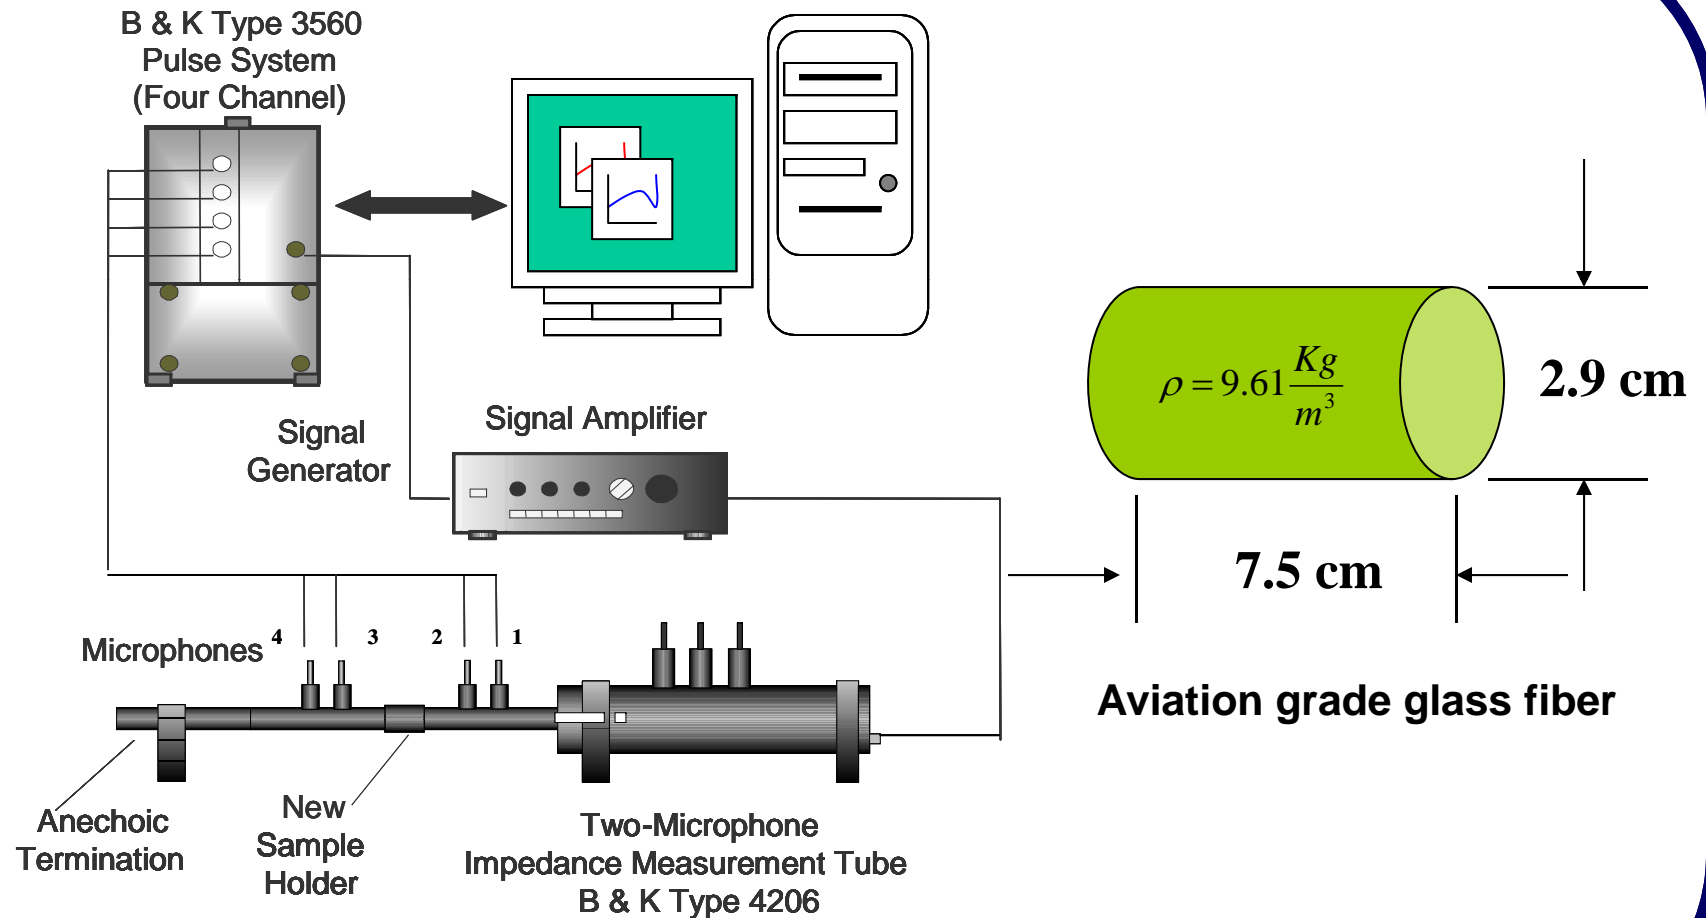 B & K Type 3560
Pulse System
(Four Channel)
Signal
Generator
Signal Amplifier
ρ = 9.61 Kg/m³
2.9 cm
7.5 cm
Aviation grade glass fiber
Microphones
4 3 2 1
Anechoic
Termination
New
Sample
Holder
Two-Microphone
Impedance Measurement Tube
B & K Type 4206